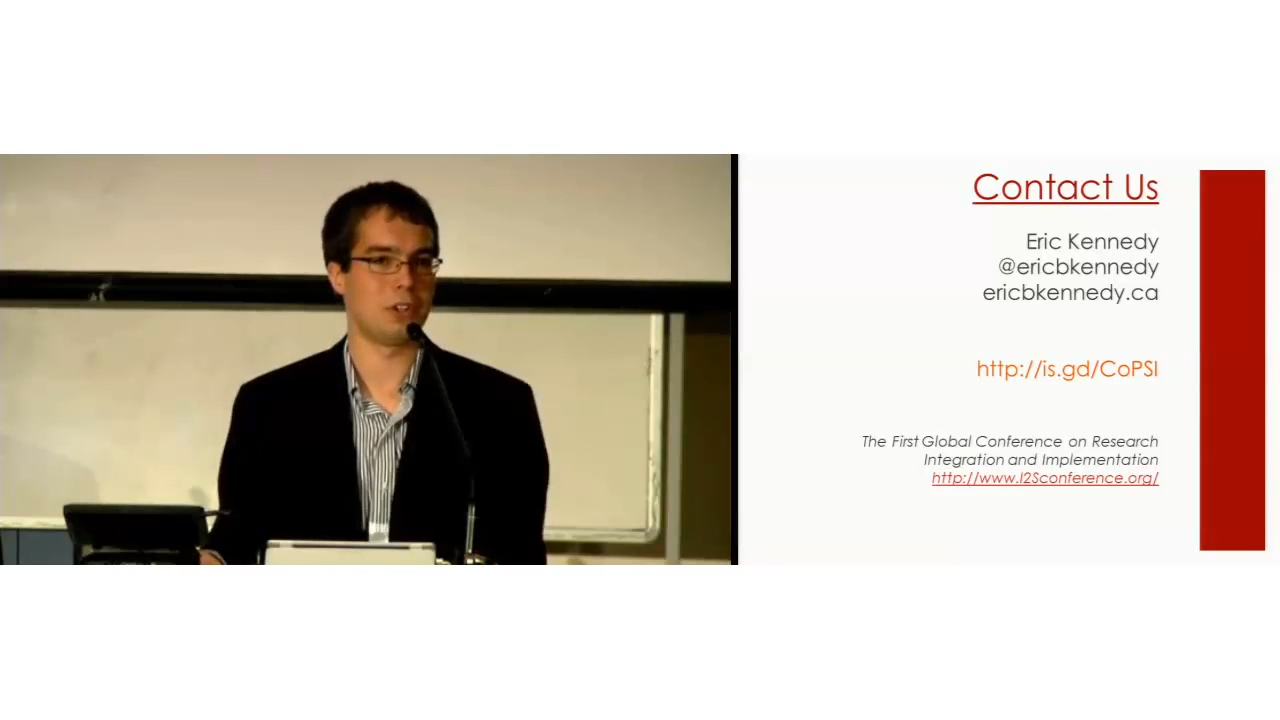 Contact Us
Eric Kennedy
@ericbkennedy
ericbkennedy.ca
http://is.gd/CoPSI
The First Global Conference on Research
Integration and Implementation
http://www.I2Sconference.org/